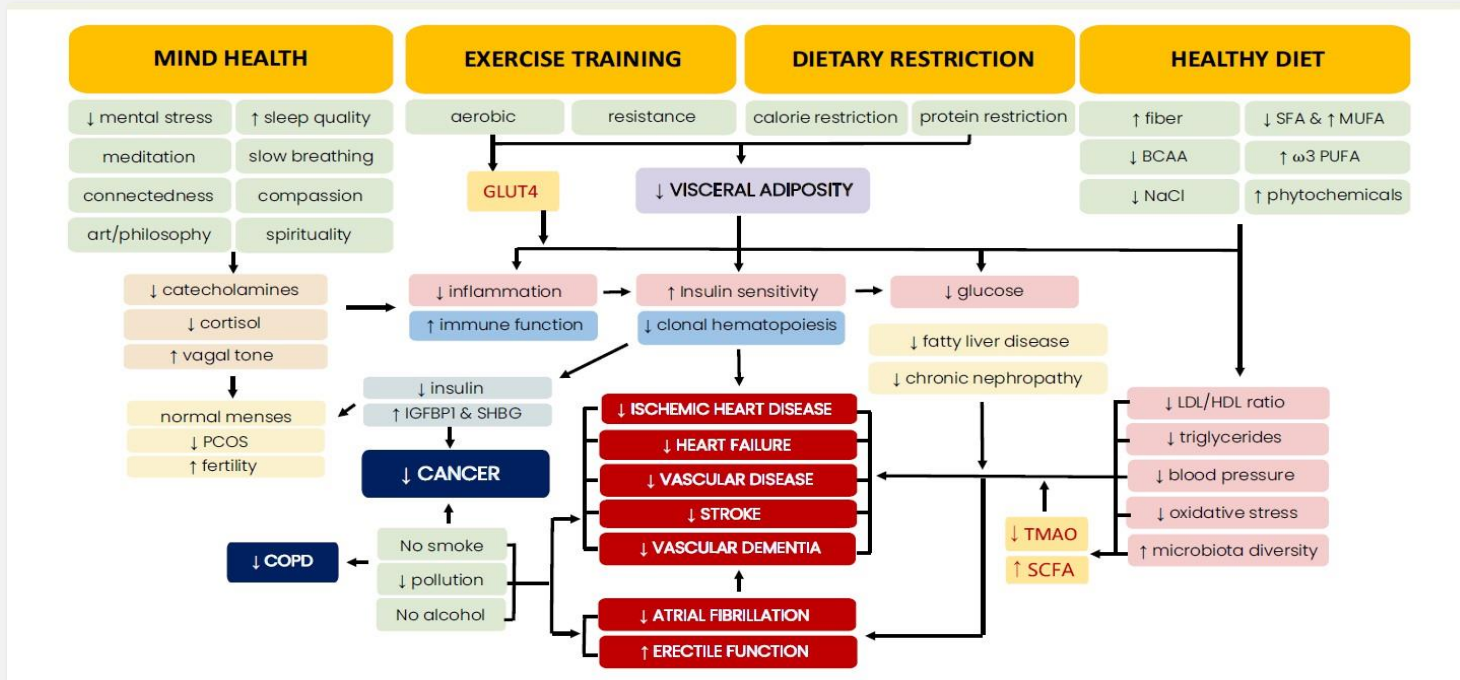 MIND HEALTH
EXERCISE TRAINING
DIETARY RESTRICTION
HEALTHY DIET
↓ mental stress
↑ sleep quality
meditation
slow breathing
connectedness
compassion
art/philosophy
spirituality
aerobic
resistance
calorie restriction
protein restriction
↑ fiber
↓ SFA & ↑ MUFA
↓ BCAA
↑ ω3 PUFA
↓ NaCl
↑ phytochemicals
GLUT4
↓ VISCERAL ADIPOSITY
↓ catecholamines
↓ cortisol
↑ vagal tone
↓ inflammation
↑ immune function
↑ Insulin sensitivity
↓ clonal hematopoiesis
↓ glucose
↓ fatty liver disease
↓ chronic nephropathy
↓ insulin
↑ IGFBP1 & SHBG
normal menses
↓ PCOS
↑ fertility
↓ CANCER
↓ ISCHEMIC HEART DISEASE
↓ HEART FAILURE
↓ VASCULAR DISEASE
↓ STROKE
↓ VASCULAR DEMENTIA
↓ LDL/HDL ratio
↓ triglycerides
↓ blood pressure
↓ oxidative stress
↑ microbiota diversity
↓ TMAO
↑ SCFA
↓ COPD
No smoke
↓ pollution
No alcohol
↓ ATRIAL FIBRILLATION
↑ ERECTILE FUNCTION